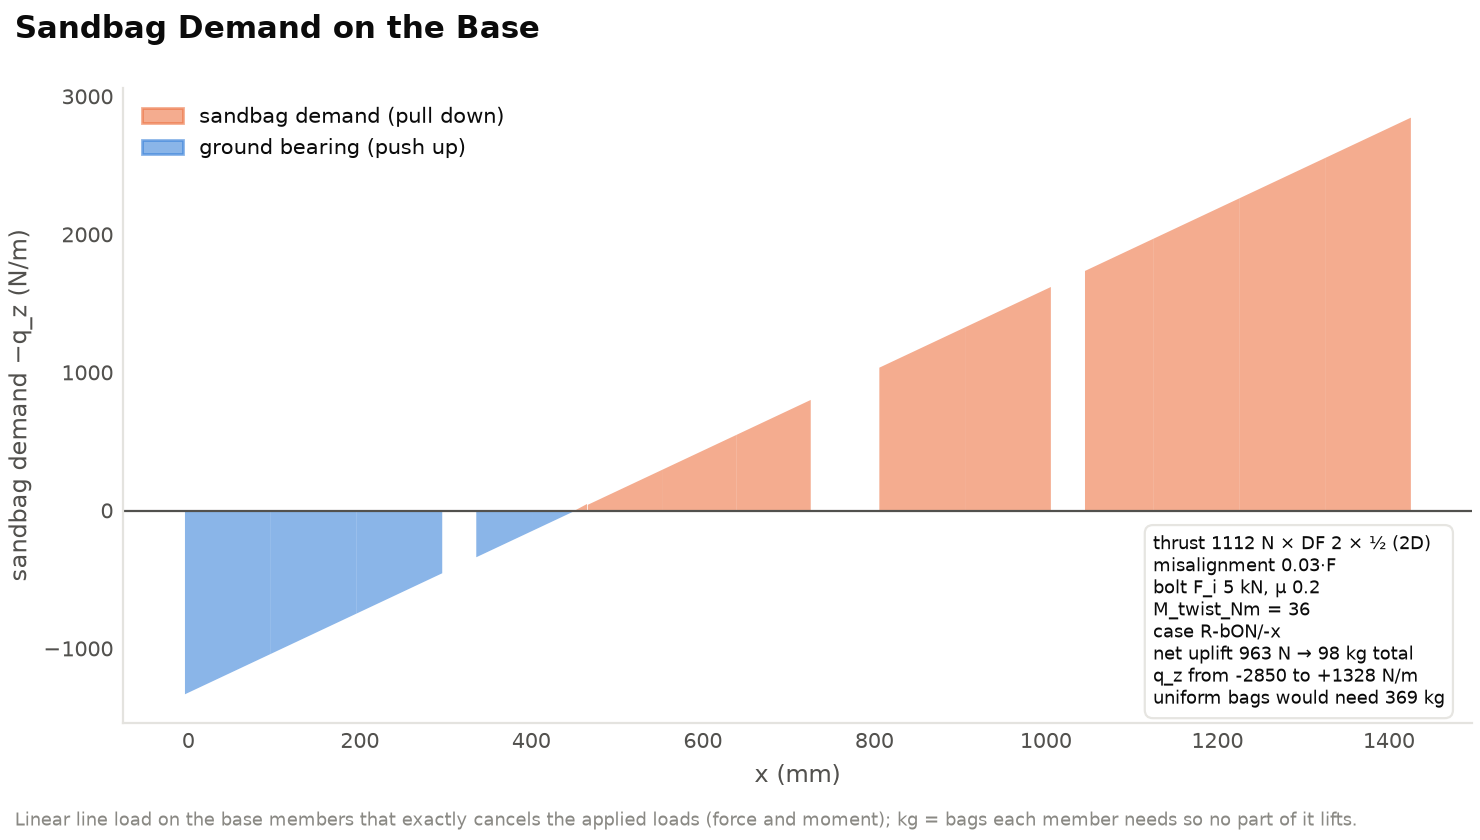 Sandbag Demand on the Base
sandbag demand (pull down)
ground bearing (push up)
sandbag demand −q_z (N/m)
3000
2000
1000
0
−1000
thrust 1112 N × DF 2 × ½ (2D)
misalignment 0.03·F
bolt F_i 5 kN, μ 0.2
M_twist_Nm = 36
case R-bON/-x
net uplift 963 N → 98 kg total
q_z from -2850 to +1328 N/m
uniform bags would need 369 kg
0 200 400 600 800 1000 1200 1400
x (mm)
Linear line load on the base members that exactly cancels the applied loads (force and moment); kg = bags each member needs so no part of it lifts.